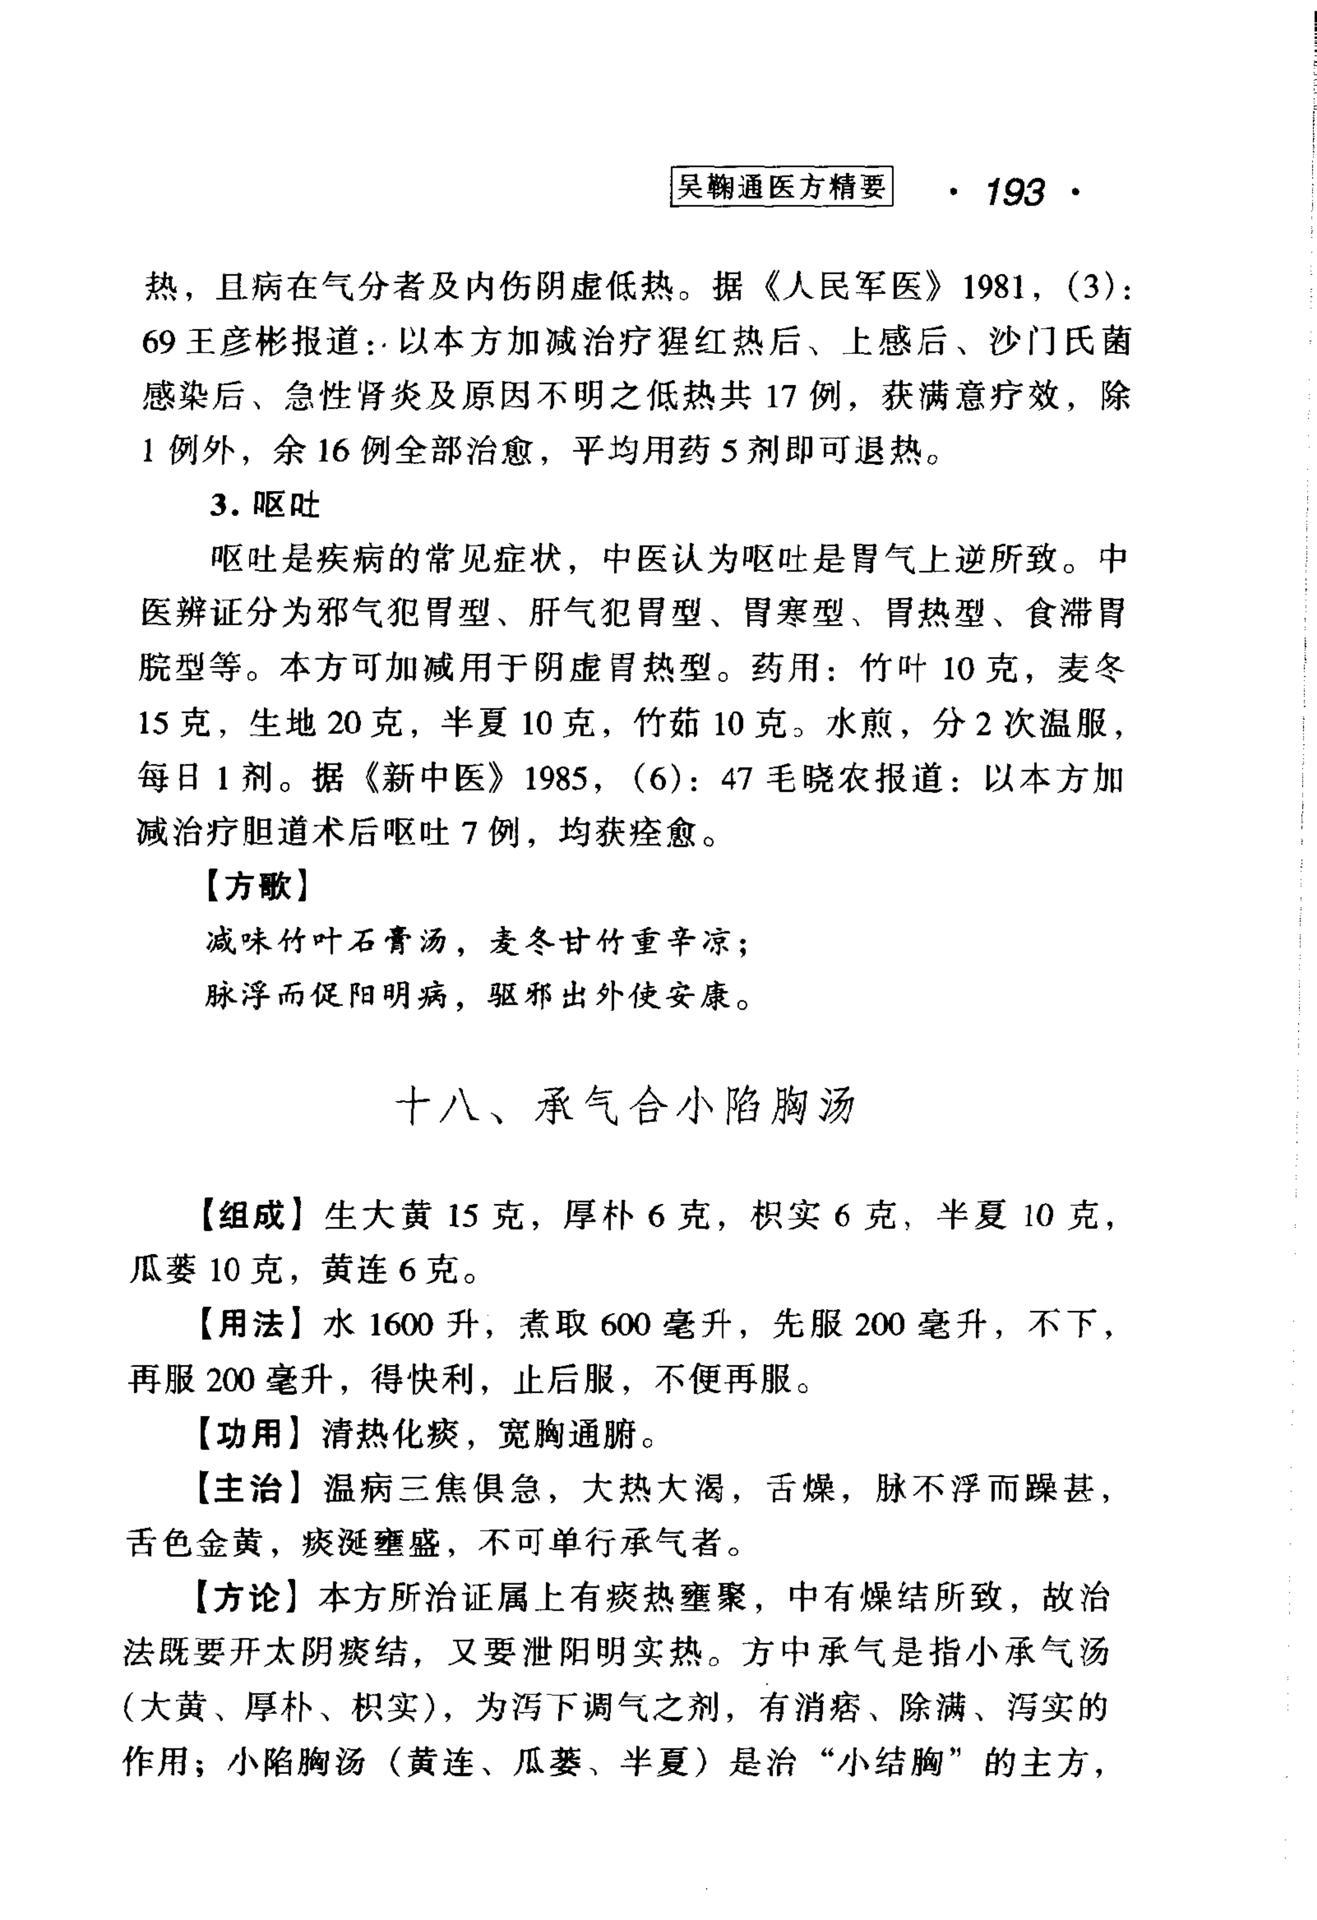 吴鞠通医方精要 · 193 ·
热，且病在气分者及内伤阴虚低热。据《人民军医》1981，(3)：
69 王彦彬报道：以本方加减治疗猩红热后、上感后、沙门氏菌
感染后、急性肾炎及原因不明之低热共 17 例，获满意疗效，除
1 例外，余 16 例全部治愈，平均用药 5 剂即可退热。
3. 呕吐
呕吐是疾病的常见症状，中医认为呕吐是胃气上逆所致。中
医辨证分为邪气犯胃型、肝气犯胃型、胃寒型、胃热型、食滞胃
脘型等。本方可加减用于阴虚胃热型。药用：竹叶 10 克，麦冬
15 克，生地 20 克，半夏 10 克，竹茹 10 克。水煎，分 2 次温服，
每日 1 剂。据《新中医》1985，(6)：47 毛晓农报道：以本方加
减治疗胆道术后呕吐 7 例，均获痊愈。
【方歌】
减味竹叶石膏汤，麦冬甘竹重辛凉；
脉浮而促阳明病，驱邪出外使安康。
十八、承气合小陷胸汤
【组成】生大黄 15 克，厚朴 6 克，枳实 6 克，半夏 10 克，
瓜蒌 10 克，黄连 6 克。
【用法】水 1600 升，煮取 600 毫升，先服 200 毫升，不下，
再服 200 毫升，得快利，止后服，不便再服。
【功用】清热化痰，宽胸通腑。
【主治】温病三焦俱急，大热大渴，舌燥，脉不浮而躁甚，
舌色金黄，痰涎壅盛，不可单行承气者。
【方论】本方所治证属上有痰热壅聚，中有燥结所致，故治
法既要开太阴痰结，又要泄阳明实热。方中承气是指小承气汤
（大黄、厚朴、枳实），为泻下调气之剂，有消痞、除满、泻实的
作用；小陷胸汤（黄连、瓜蒌、半夏）是治“小结胸”的主方，